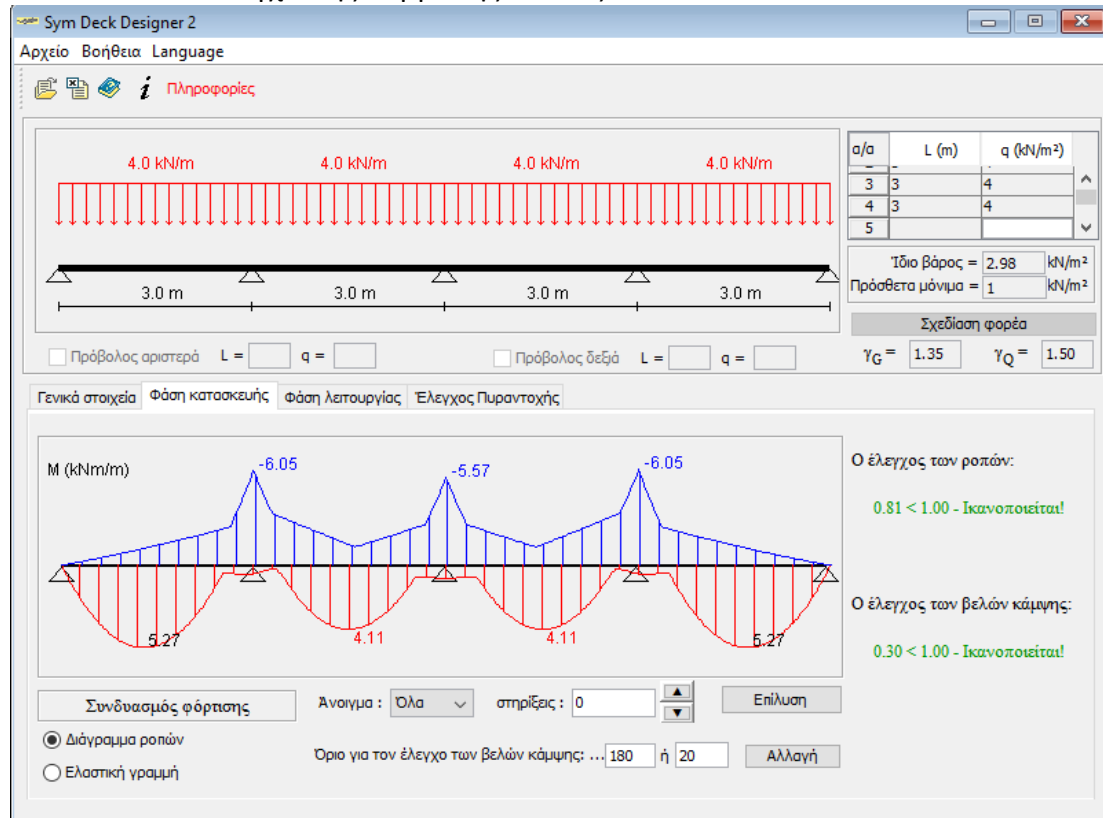 Sym Deck Designer 2
Αρχείο Βοήθεια Language
i Πληροφορίες
4.0 kN/m 4.0 kN/m 4.0 kN/m 4.0 kN/m
3.0 m 3.0 m 3.0 m 3.0 m
Πρόβολος αριστερά L = q = Πρόβολος δεξιά L = q =
α/α L (m) q (kN/m²)
3 3 4
4 3 4
5
Ίδιο βάρος = 2.98 kN/m²
Πρόσθετα μόνιμα = 1 kN/m²
Σχεδίαση φορέα
γG = 1.35 γQ = 1.50
Γενικά στοιχεία Φάση κατασκευής Φάση λειτουργίας Έλεγχος Πυραντοχής
M (kNm/m)
-6.05 -5.57 -6.05
5.27 4.11 4.11 5.27
Ο έλεγχος των ροπών:
0.81 < 1.00 - Ικανοποιείται!
Ο έλεγχος των βελών κάμψης:
0.30 < 1.00 - Ικανοποιείται!
Συνδυασμός φόρτισης Άνοιγμα : Όλα στηρίξεις : 0 Επίλυση
Διάγραμμα ροπών
Όριο για τον έλεγχο των βελών κάμψης: ... 180 ή 20 Αλλαγή
Ελαστική γραμμή